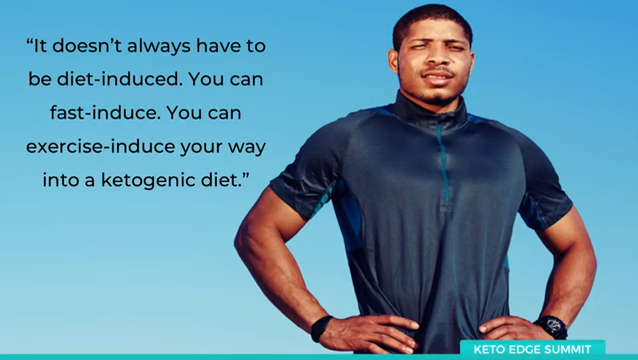 “It doesn’t always have to
be diet-induced. You can
fast-induce. You can
exercise-induce your way
into a ketogenic diet.”
KETO EDGE SUMMIT